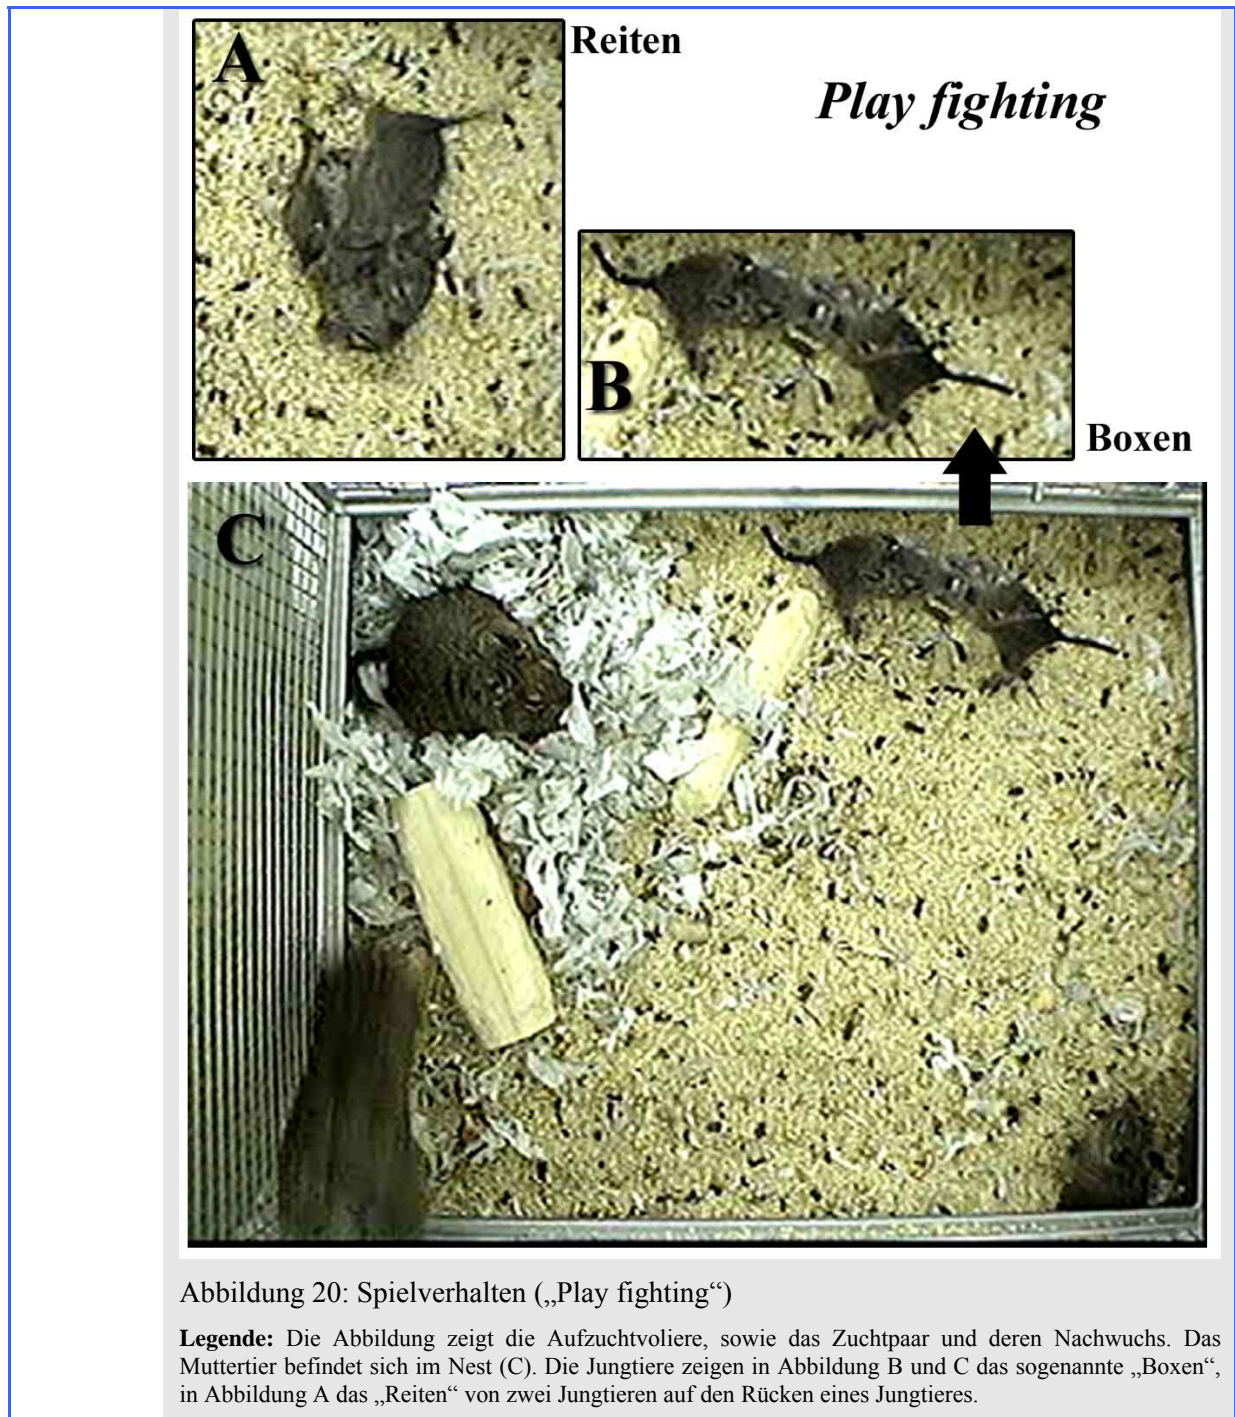 A
Reiten
Play fighting
B
Boxen
C
Abbildung 20: Spielverhalten („Play fighting“)
Legende: Die Abbildung zeigt die Aufzuchtvoliere, sowie das Zuchtpaar und deren Nachwuchs. Das
Muttertier befindet sich im Nest (C). Die Jungtiere zeigen in Abbildung B und C das sogenannte „Boxen“,
in Abbildung A das „Reiten“ von zwei Jungtieren auf den Rücken eines Jungtieres.